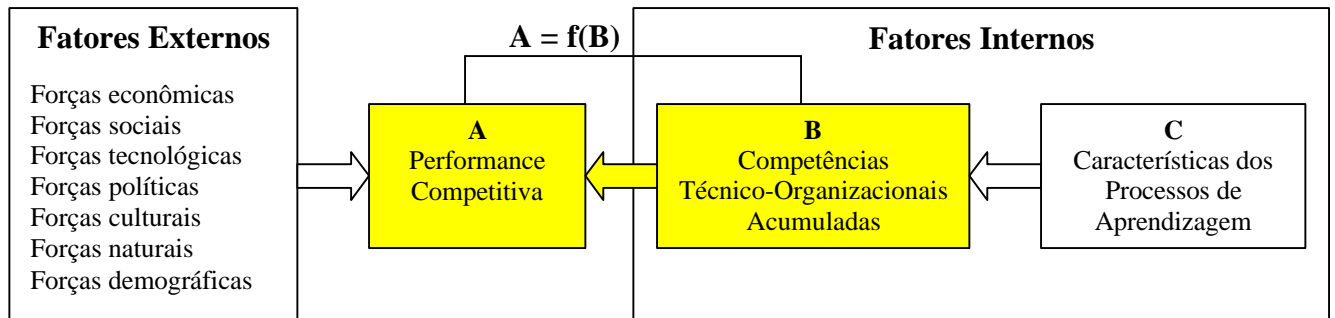 Fatores Externos
Forças econômicas
Forças sociais
Forças tecnológicas
Forças políticas
Forças culturais
Forças naturais
Forças demográficas
A = f(B)
A
Performance
Competitiva
Fatores Internos
B
Competências
Técnico-Organizacionais
Acumuladas
C
Características dos
Processos de
Aprendizagem